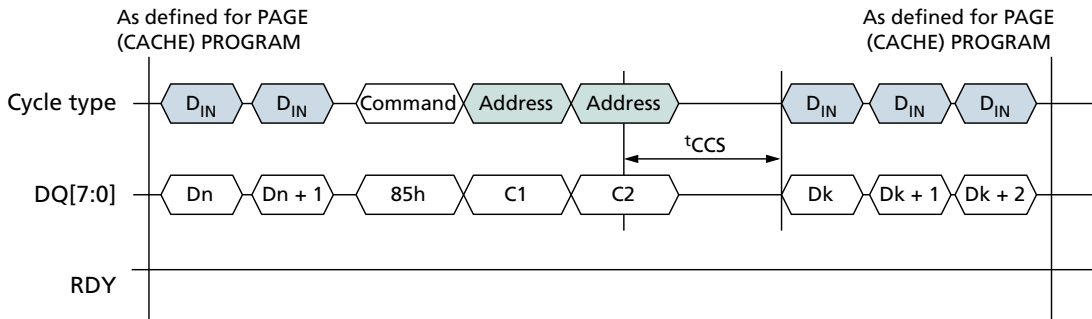 As defined for PAGE
(CACHE) PROGRAM
As defined for PAGE
(CACHE) PROGRAM
Cycle type DIN DIN Command Address Address DIN DIN DIN
tCCS
DQ[7:0] Dn Dn + 1 85h C1 C2 Dk Dk + 1 Dk + 2
RDY